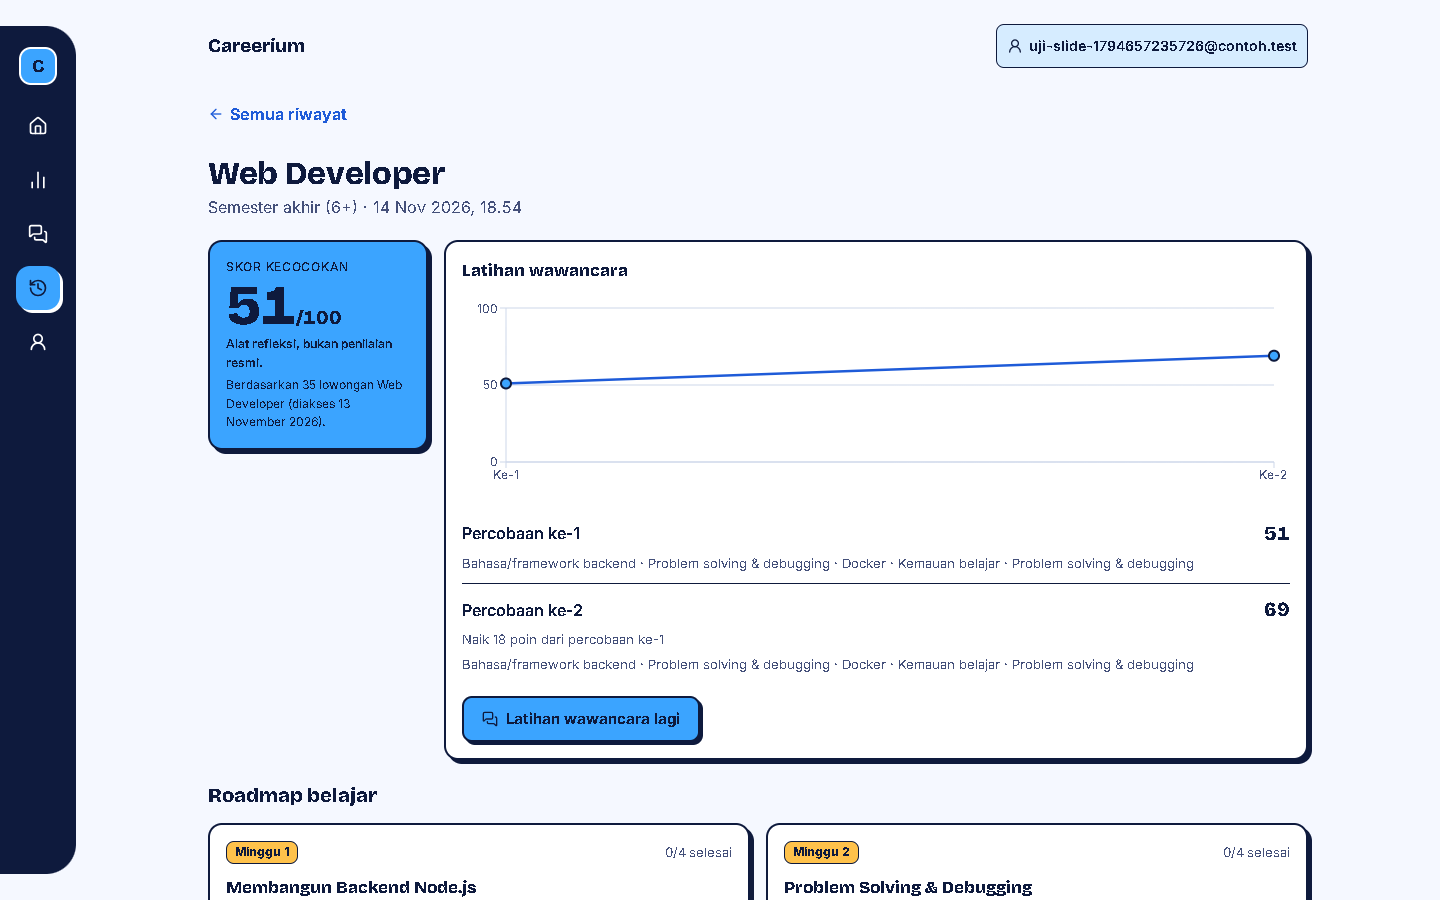 C
Careerium
uji-slide-1794657235726@contoh.test
Semua riwayat
Web Developer
Semester akhir (6+) · 14 Nov 2026, 18.54
SKOR KECOCOKAN
51/100
Alat refleksi, bukan penilaian
resmi.
Berdasarkan 35 lowongan Web
Developer (diakses 13
November 2026).
Latihan wawancara
100
50
0
Ke-1
Ke-2
Percobaan ke-1
51
Bahasa/framework backend · Problem solving & debugging · Docker · Kemauan belajar · Problem solving & debugging
Percobaan ke-2
69
Naik 18 poin dari percobaan ke-1
Bahasa/framework backend · Problem solving & debugging · Docker · Kemauan belajar · Problem solving & debugging
Latihan wawancara lagi
Roadmap belajar
Minggu 1
0/4 selesai
Membangun Backend Node.js
Minggu 2
0/4 selesai
Problem Solving & Debugging